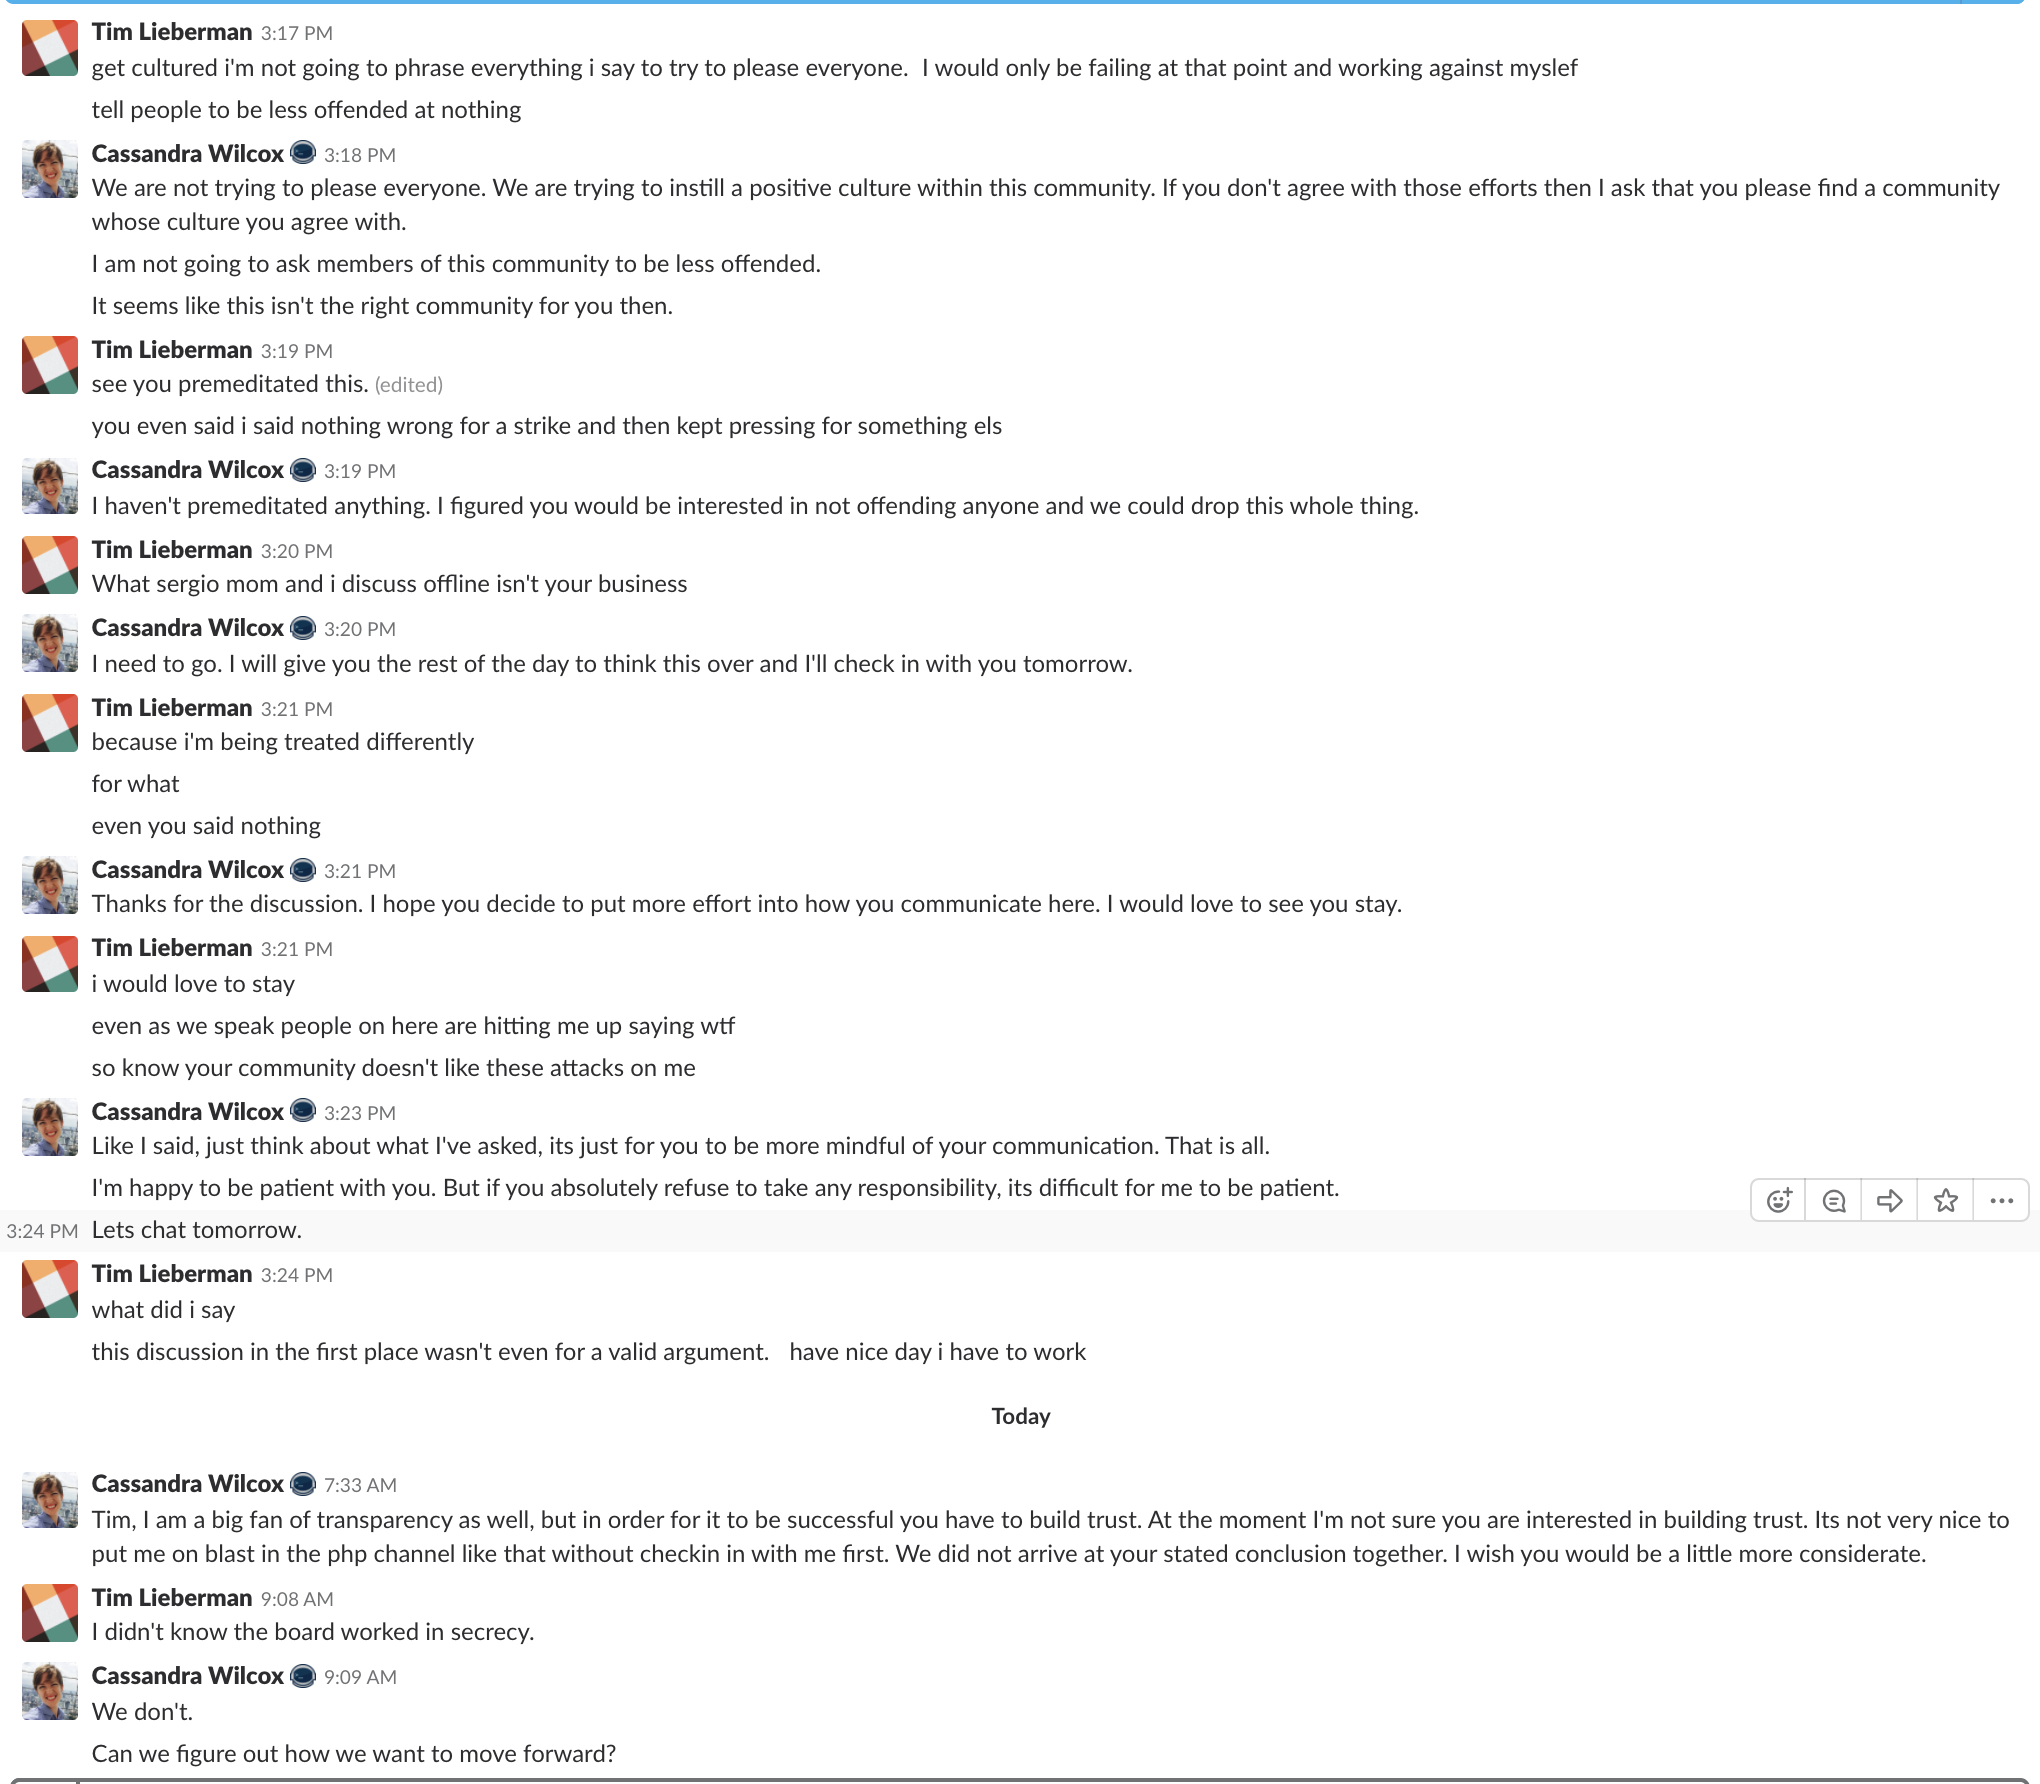 Tim Lieberman 3:17 PM
get cultured i'm not going to phrase everything i say to try to please everyone.  I would only be failing at that point and working against myslef
tell people to be less offended at nothing
Cassandra Wilcox 3:18 PM
We are not trying to please everyone. We are trying to instill a positive culture within this community. If you don't agree with those efforts then I ask that you please find a community
whose culture you agree with.
I am not going to ask members of this community to be less offended.
It seems like this isn't the right community for you then.
Tim Lieberman 3:19 PM
see you premeditated this. (edited)
you even said i said nothing wrong for a strike and then kept pressing for something els
Cassandra Wilcox 3:19 PM
I haven't premeditated anything. I figured you would be interested in not offending anyone and we could drop this whole thing.
Tim Lieberman 3:20 PM
What sergio mom and i discuss offline isn't your business
Cassandra Wilcox 3:20 PM
I need to go. I will give you the rest of the day to think this over and I'll check in with you tomorrow.
Tim Lieberman 3:21 PM
because i'm being treated differently
for what
even you said nothing
Cassandra Wilcox 3:21 PM
Thanks for the discussion. I hope you decide to put more effort into how you communicate here. I would love to see you stay.
Tim Lieberman 3:21 PM
i would love to stay
even as we speak people on here are hitting me up saying wtf
so know your community doesn't like these attacks on me
Cassandra Wilcox 3:23 PM
Like I said, just think about what I've asked, its just for you to be more mindful of your communication. That is all.
I'm happy to be patient with you. But if you absolutely refuse to take any responsibility, its difficult for me to be patient.
3:24 PM Lets chat tomorrow.
Tim Lieberman 3:24 PM
what did i say
this discussion in the first place wasn't even for a valid argument.   have nice day i have to work
Today
Cassandra Wilcox 7:33 AM
Tim, I am a big fan of transparency as well, but in order for it to be successful you have to build trust. At the moment I'm not sure you are interested in building trust. Its not very nice to
put me on blast in the php channel like that without checkin in with me first. We did not arrive at your stated conclusion together. I wish you would be a little more considerate.
Tim Lieberman 9:08 AM
I didn't know the board worked in secrecy.
Cassandra Wilcox 9:09 AM
We don't.
Can we figure out how we want to move forward?